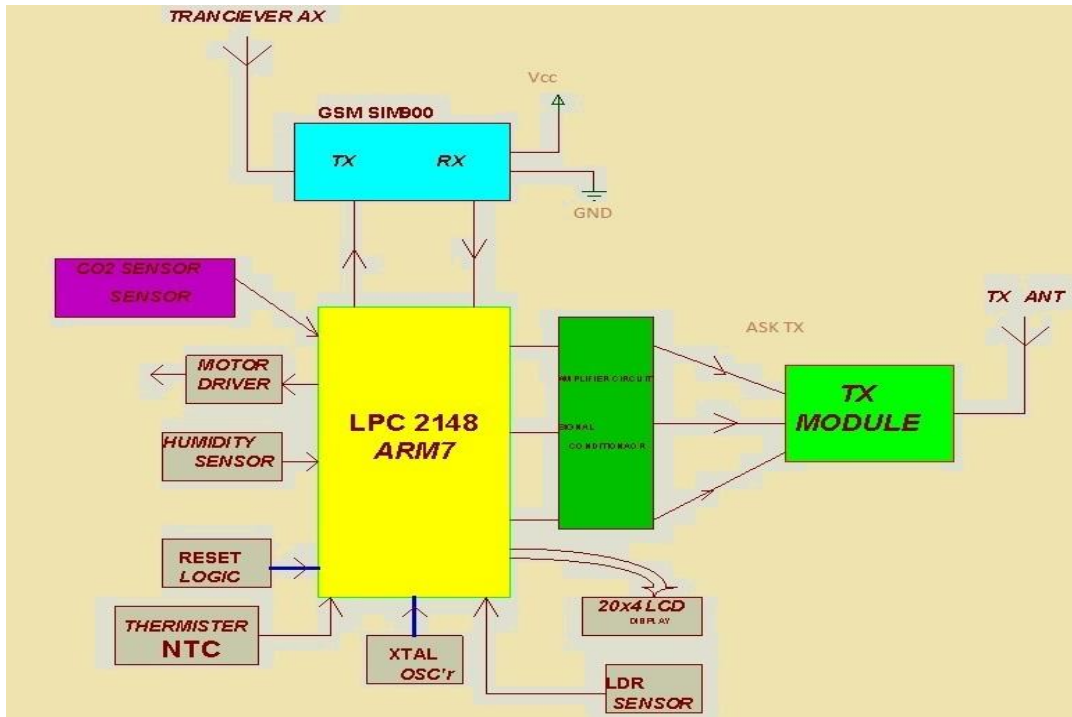 TRANCIEVER AX
Vcc
GSM SIM900
TX RX
GND
CO2 SENSOR
SENSOR
TX ANT
ASK TX
MOTOR
DRIVER
AMPLIFIER CIRCUIT
TX
MODULE
LPC 2148
ARM7
SIGNAL
CONDITIONAOR
HUMIDITY
SENSOR
RESET
LOGIC
20x4 LCD
DISPLAY
THERMISTER
NTC
XTAL
OSC'r
LDR
SENSOR